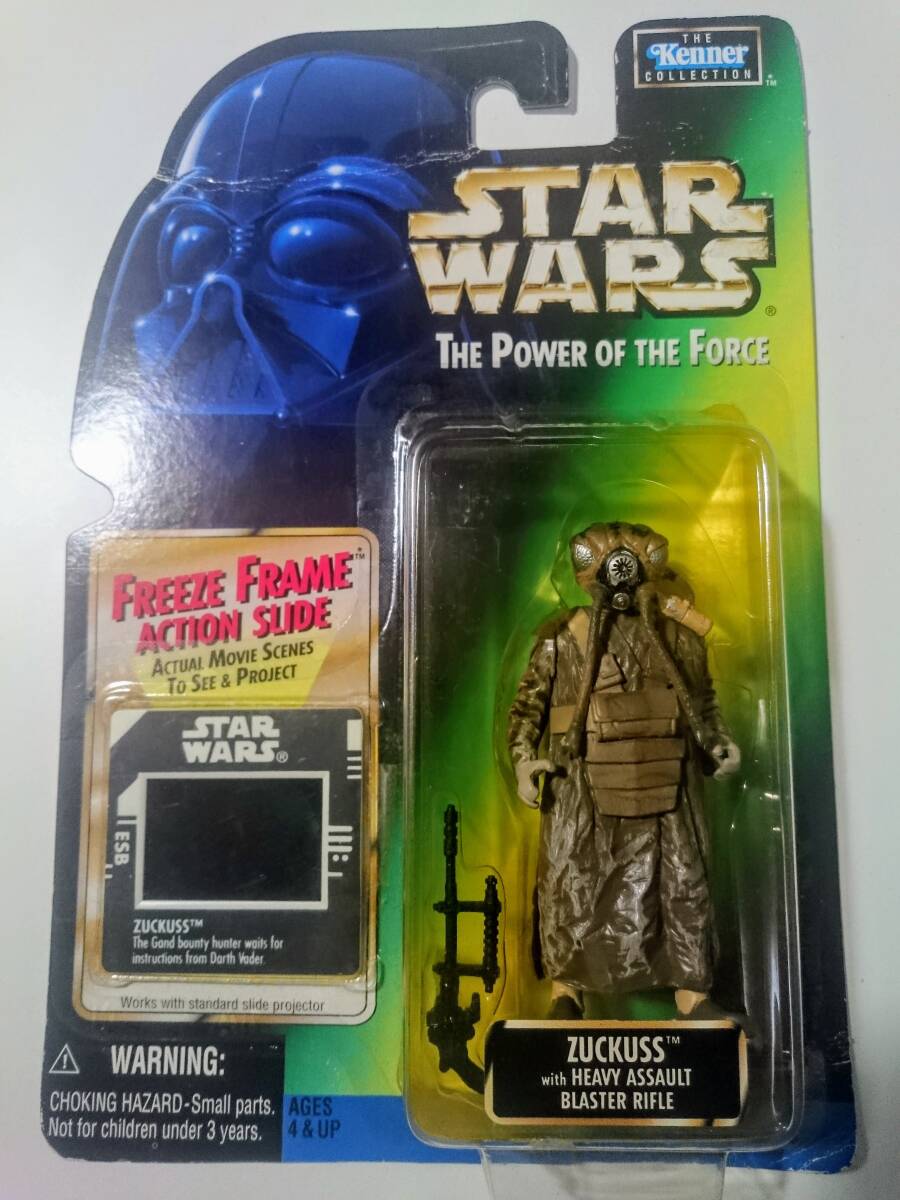 THE
Kenner
COLLECTION
TM
STAR
WARS
®
THE POWER OF THE FORCE
FREEZE FRAME™
ACTION SLIDE
ACTUAL MOVIE SCENES
TO SEE & PROJECT
STAR
WARS®
ESB
ZUCKUSS™
The Gand bounty hunter waits for
instructions from Darth Vader
Works with standard slide projector
ZUCKUSS™
with HEAVY ASSAULT
BLASTER RIFLE
WARNING:
CHOKING HAZARD-Small parts.
Not for children under 3 years.
AGES
4 & UP